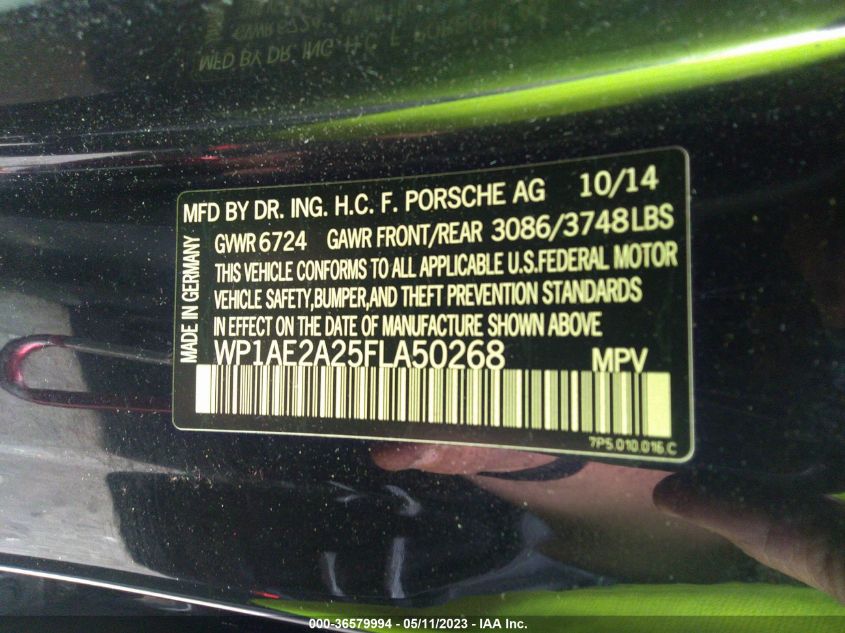 MFD BY DR. ING. H.C. F. PORSCHE AG 10/14
GVWR 6724 GAWR FRONT/REAR 3086/3748LBS
THIS VEHICLE CONFORMS TO ALL APPLICABLE U.S.FEDERAL MOTOR
VEHICLE SAFETY,BUMPER,AND THEFT PREVENTION STANDARDS
IN EFFECT ON THE DATE OF MANUFACTURE SHOWN ABOVE
MADE IN GERMANY
WP1AE2A25FLA50268 MPV
7P5.010.016.C
000-36579994 - 05/11/2023 - IAA Inc.